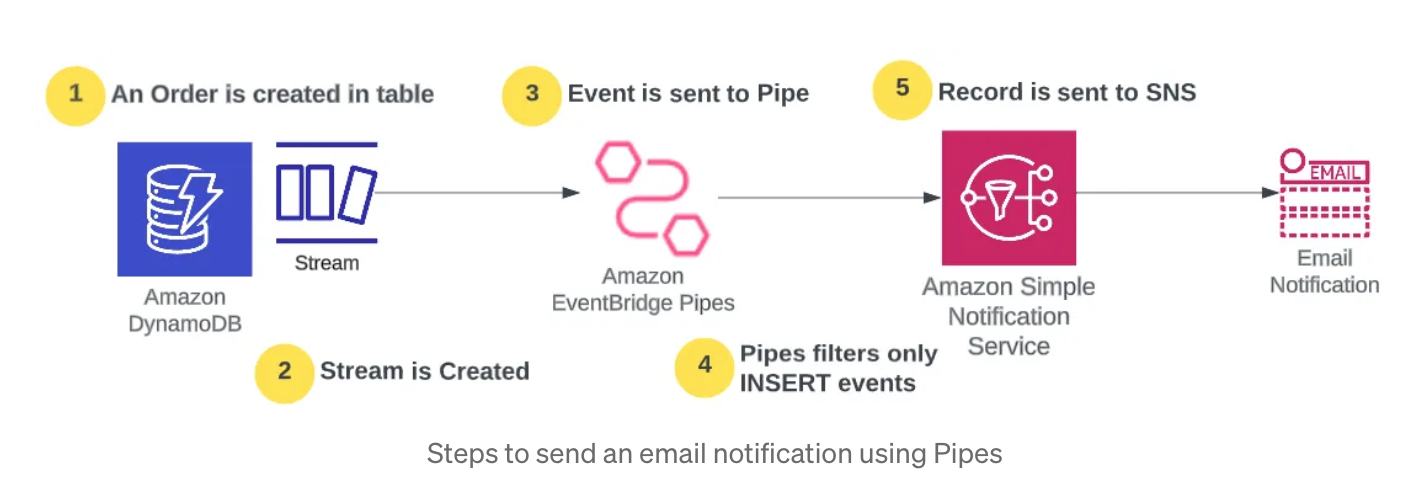 1
An Order is created in table
3
Event is sent to Pipe
5
Record is sent to SNS
EMAIL
Stream
Amazon
DynamoDB
Amazon
EventBridge Pipes
Amazon Simple
Notification
Service
Email
Notification
2
Stream is Created
4
Pipes filters only
INSERT events
Steps to send an email notification using Pipes